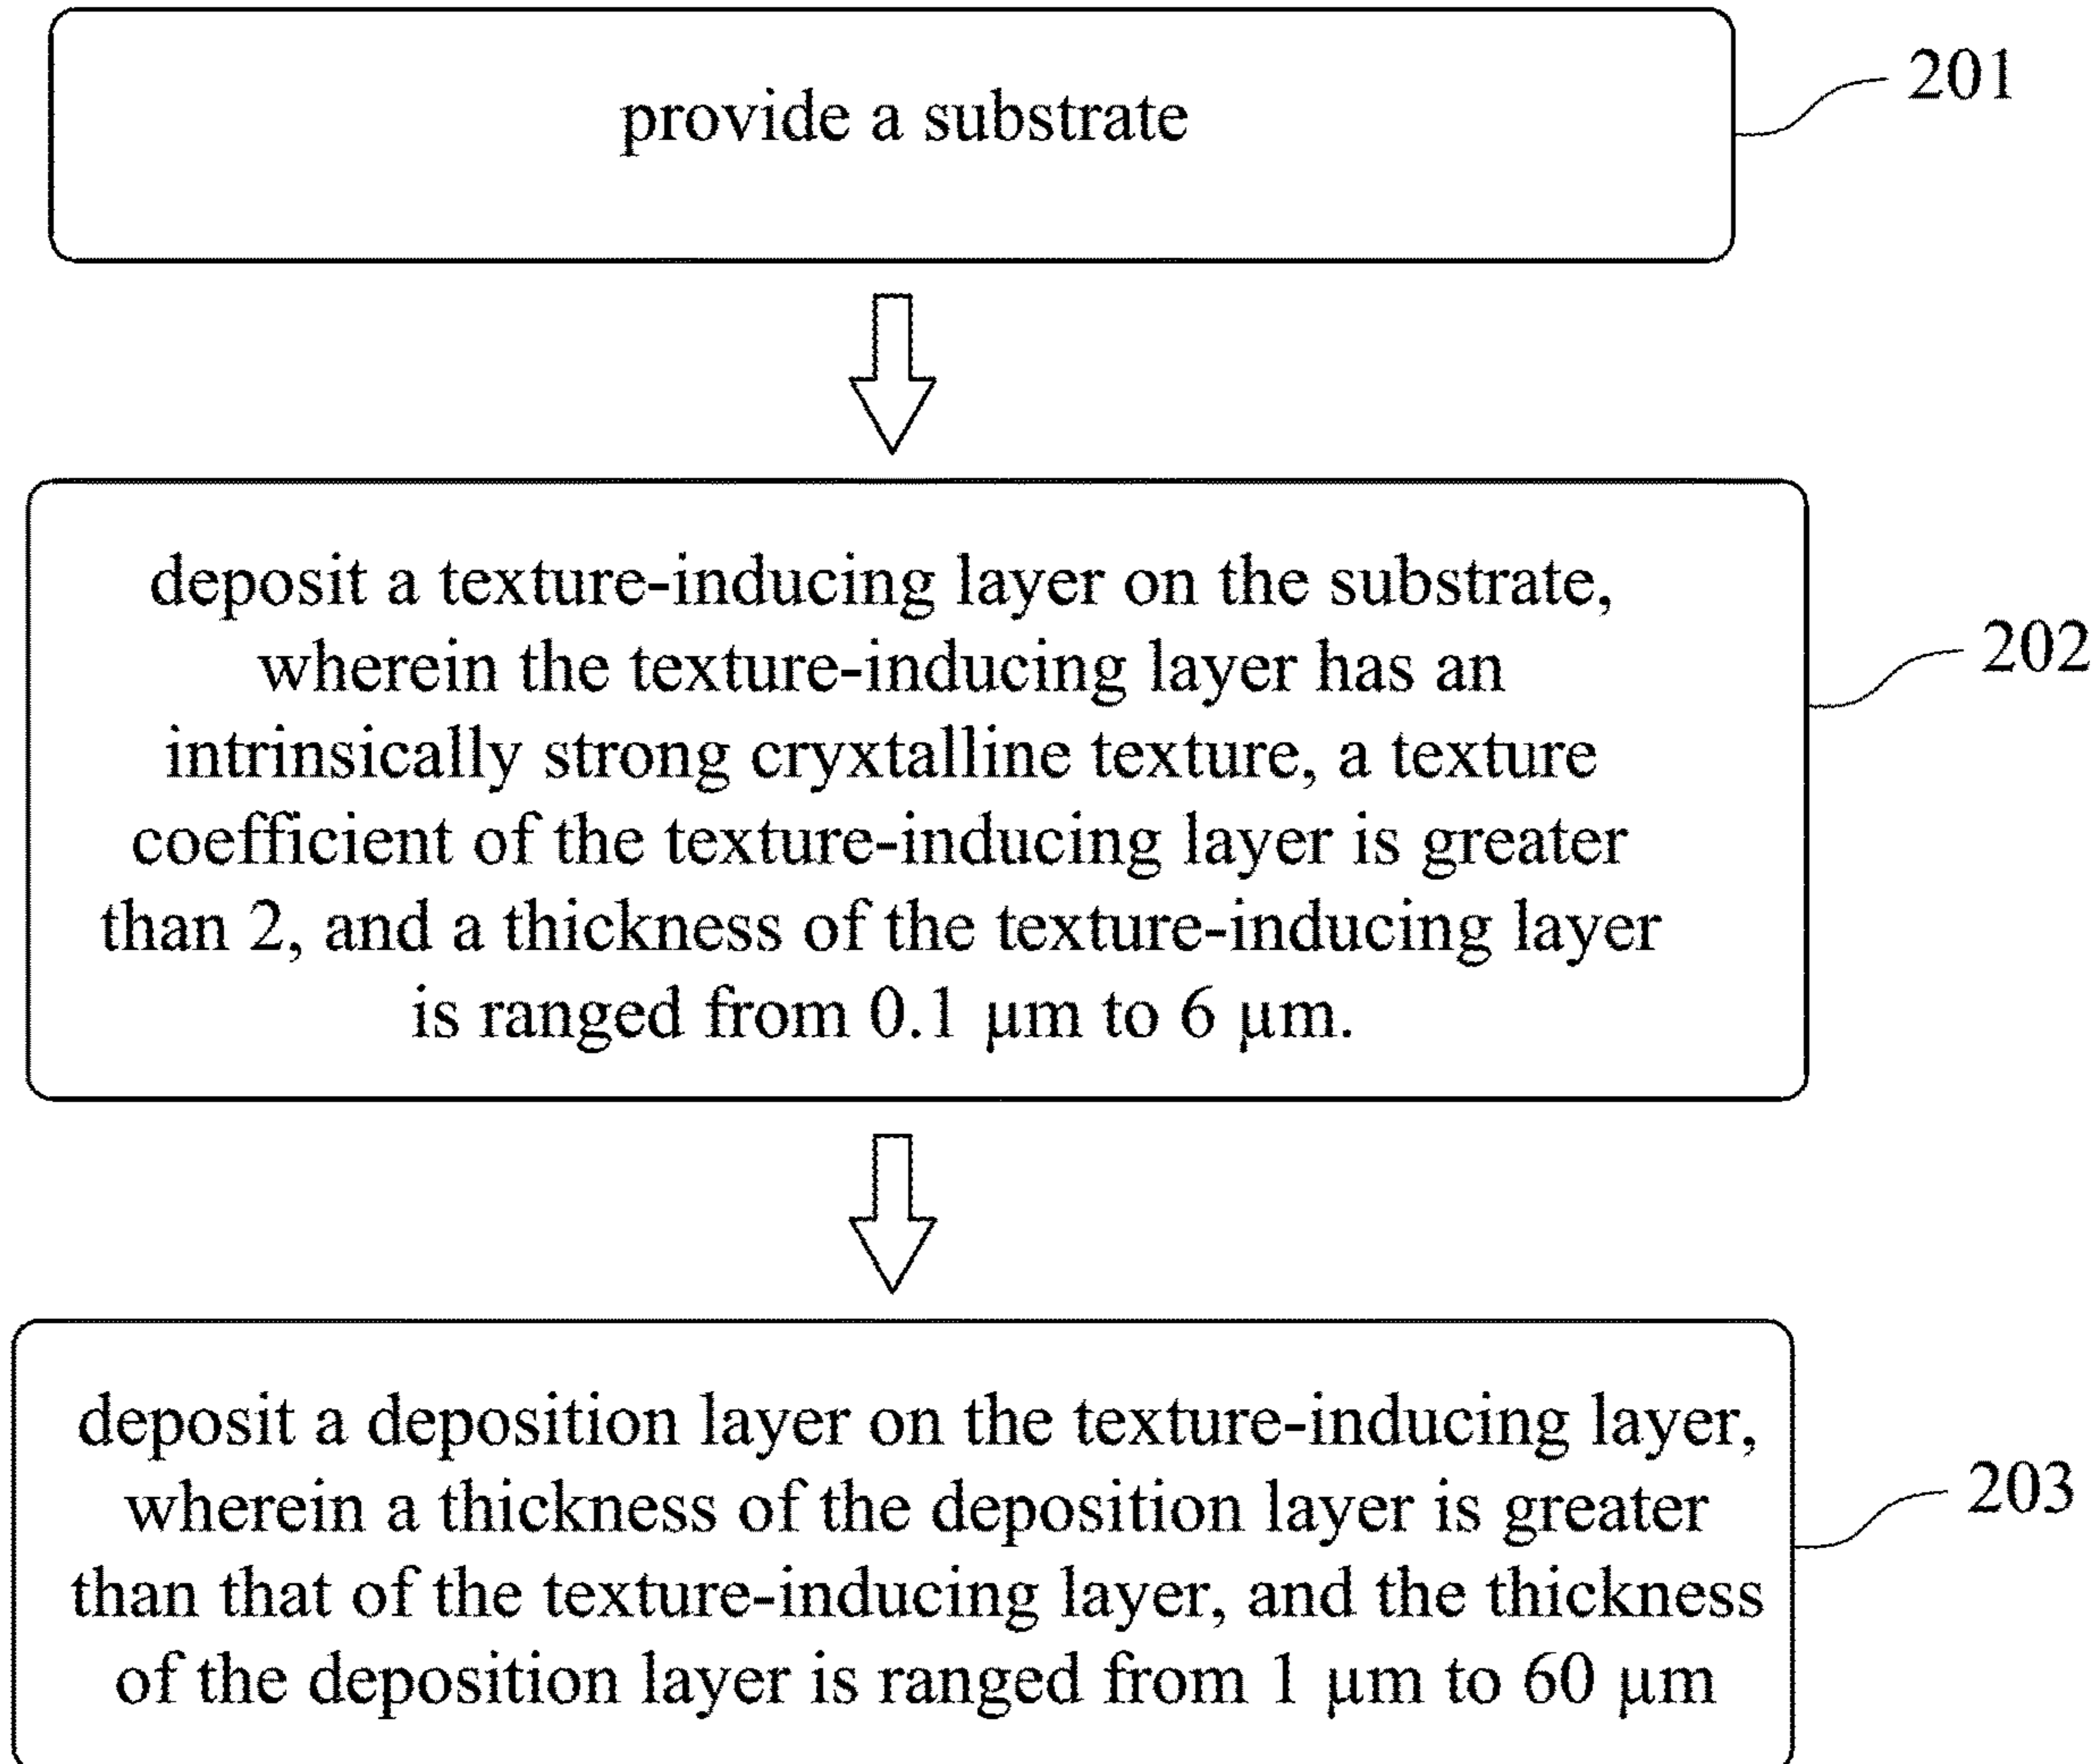 provide a substrate
201
deposit a texture-inducing layer on the substrate,
wherein the texture-inducing layer has an
intrinsically strong cryxtalline texture, a texture
coefficient of the texture-inducing layer is greater
than 2, and a thickness of the texture-inducing layer
is ranged from 0.1 μm to 6 μm.
202
deposit a deposition layer on the texture-inducing layer,
wherein a thickness of the deposition layer is greater
than that of the texture-inducing layer, and the thickness
of the deposition layer is ranged from 1 μm to 60 μm
203